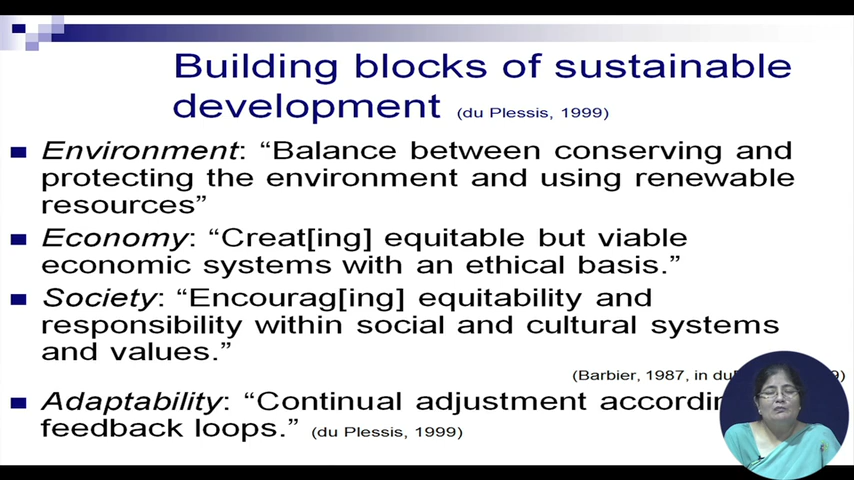 Building blocks of sustainable
development (du Plessis, 1999)
Environment: “Balance between conserving and
protecting the environment and using renewable
resources”
Economy: “Creat[ing] equitable but viable
economic systems with an ethical basis.”
Society: “Encourag[ing] equitability and
responsibility within social and cultural systems
and values.”
(Barbier, 1987, in
Adaptability: “Continual adjustment
feedback loops.” (du Plessis, 1999)